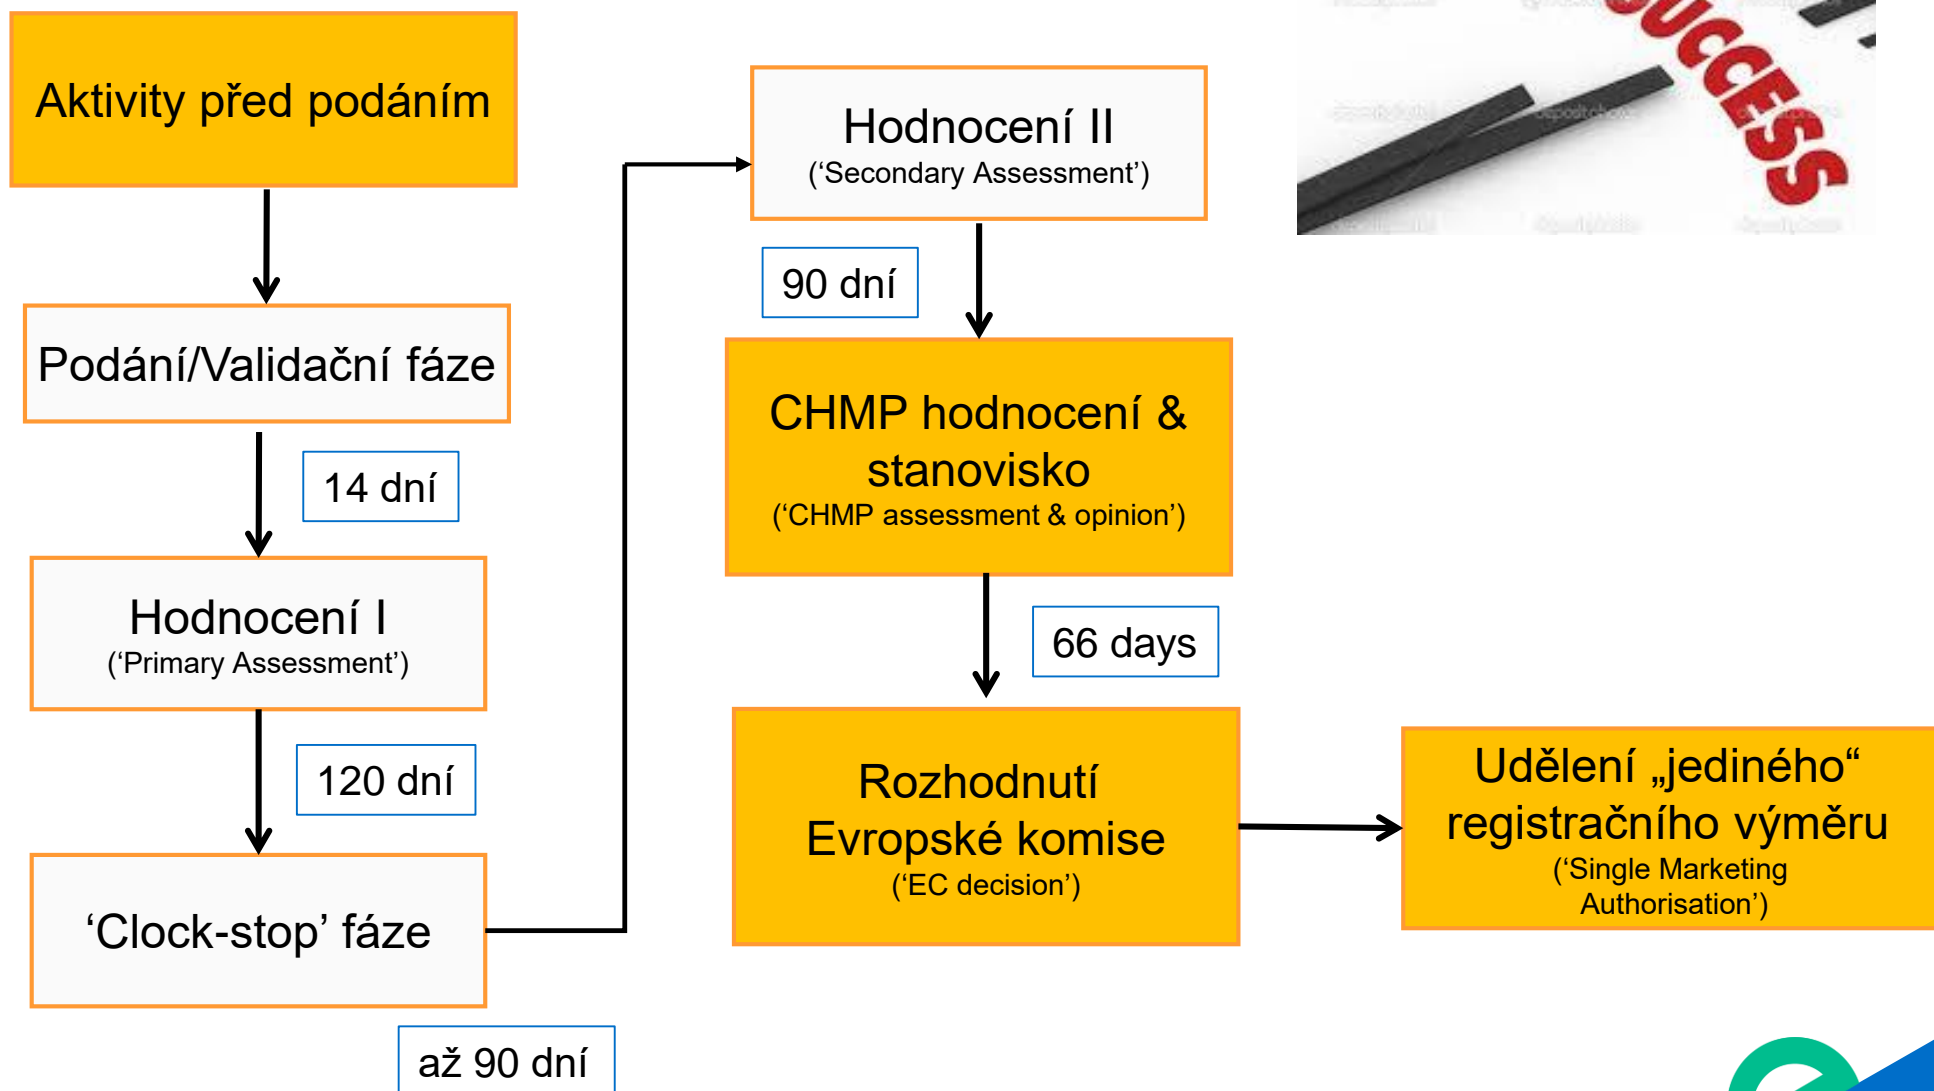 Aktivity před podáním
Podání/Validační fáze
14 dní
Hodnocení I
(‘Primary Assessment’)
120 dní
‘Clock-stop’ fáze
až 90 dní
Hodnocení II
(‘Secondary Assessment’)
90 dní
CHMP hodnocení &
stanovisko
(‘CHMP assessment & opinion’)
66 days
Rozhodnutí
Evropské komise
(‘EC decision’)
Udělení „jediného“
registračního výměru
(‘Single Marketing
Authorisation’)
SUCCESS